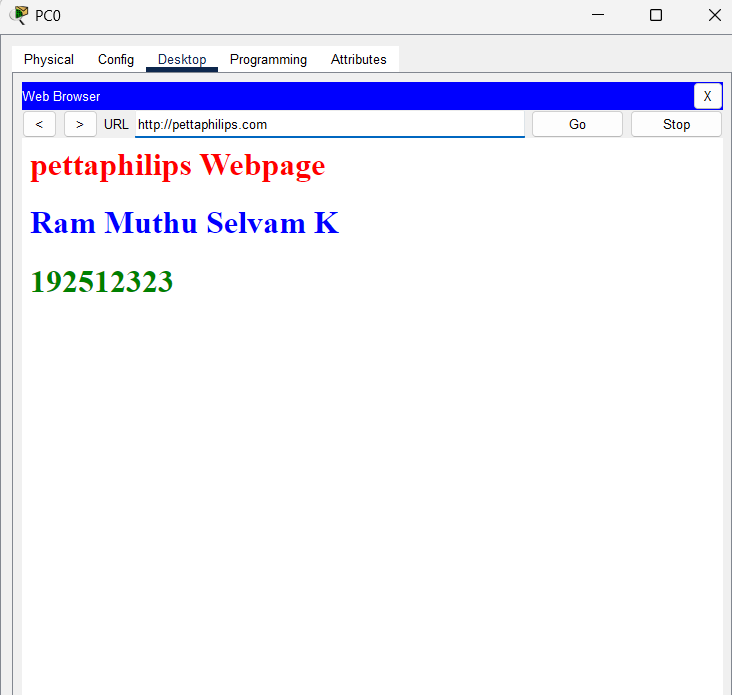 PC0
Physical Config Desktop Programming Attributes
Web Browser X
< > URL http://pettaphilips.com Go Stop
pettaphilips Webpage
Ram Muthu Selvam K
192512323